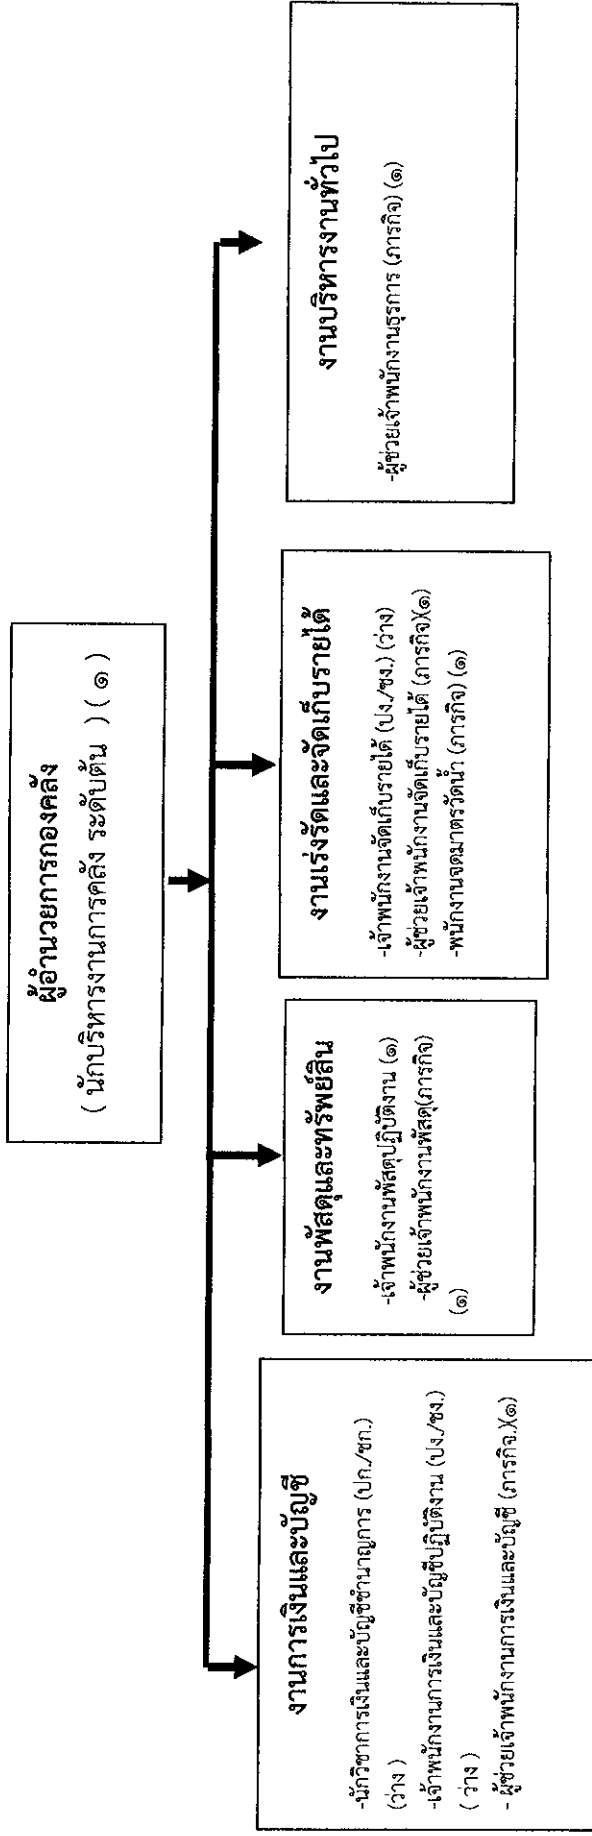 ผู้อำนวยการกองคลัง
( นักบริหารงานการคลัง ระดับต้น ) ( ๑ )
งานการเงินและบัญชี
-นักวิชาการเงินและบัญชีชำนาญการ (ปก./ชก.)
(ว่าง )
-เจ้าพนักงานการเงินและบัญชีปฏิบัติงาน (ปง./ชง.)
( ว่าง )
- ผู้ช่วยเจ้าพนักงานการเงินและบัญชี (ภารกิจ.)(๑)
งานพัสดุและทรัพย์สิน
-เจ้าพนักงานพัสดุปฏิบัติงาน (๑)
-ผู้ช่วยเจ้าพนักงานพัสดุ(ภารกิจ)
(๑)
งานเร่งรัดและจัดเก็บรายได้
-เจ้าพนักงานจัดเก็บรายได้ (ปง./ชง.) (ว่าง)
-ผู้ช่วยเจ้าพนักงานจัดเก็บรายได้ (ภารกิจ)(๑)
-พนักงานจดมาตรวัดน้ำ (ภารกิจ) (๑)
งานบริหารงานทั่วไป
-ผู้ช่วยเจ้าพนักงานธุรการ (ภารกิจ) (๑)